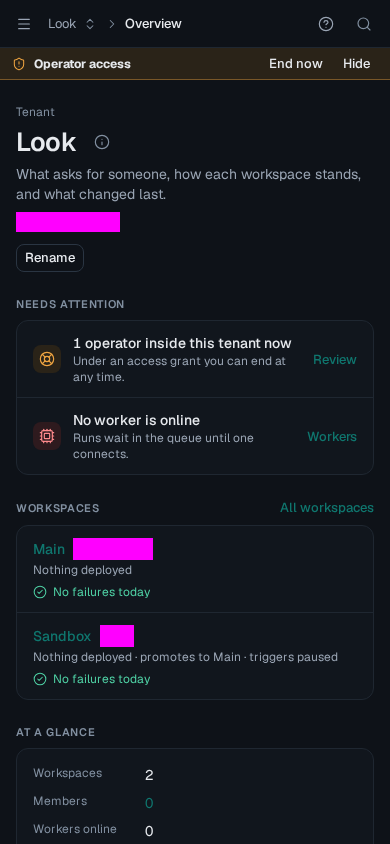 Look
Overview
Operator access
End now
Hide
Tenant
Look
What asks for someone, how each workspace stands,
and what changed last.
Rename
NEEDS ATTENTION
1 operator inside this tenant now
Under an access grant you can end at
any time.
Review
No worker is online
Runs wait in the queue until one
connects.
Workers
WORKSPACES
All workspaces
Main
Nothing deployed
No failures today
Sandbox
Nothing deployed · promotes to Main · triggers paused
No failures today
AT A GLANCE
Workspaces 2
Members 0
Workers online 0